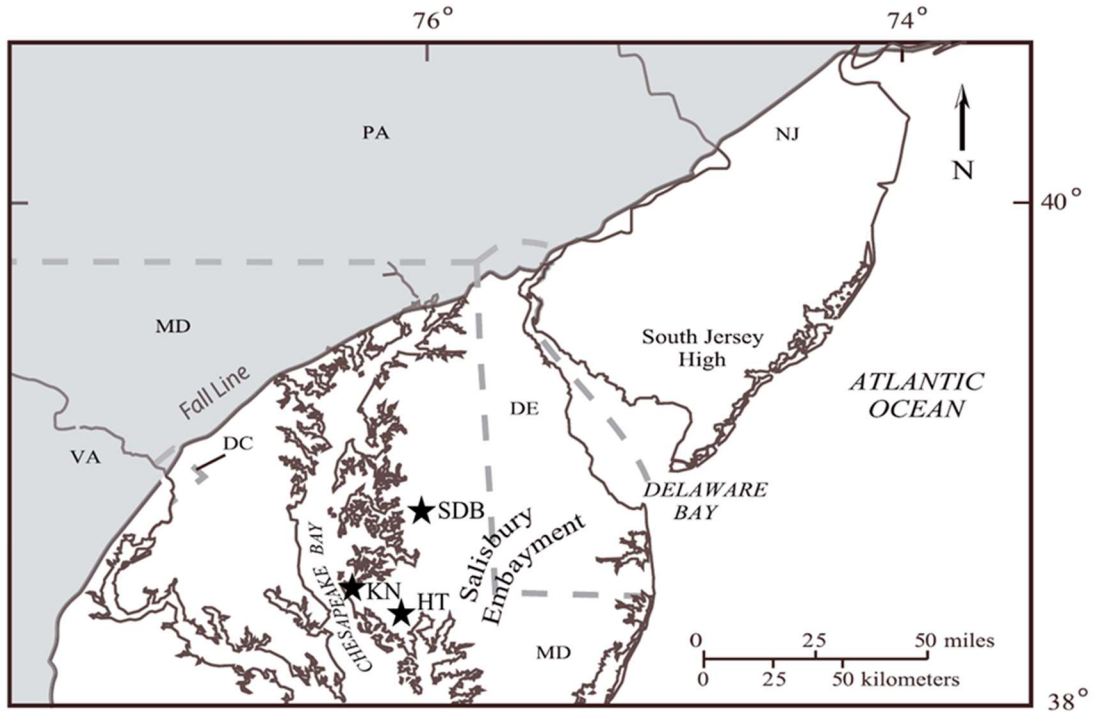 76°
74°
PA
NJ
N
40°
MD
South Jersey
High
Fall Line
ATLANTIC
OCEAN
DE
DC
VA
DELAWARE
BAY
SDB
Salisbury
Embayment
CHESAPEAKE BAY
KN
HT
MD
0 25 50 miles
0 25 50 kilometers
38°